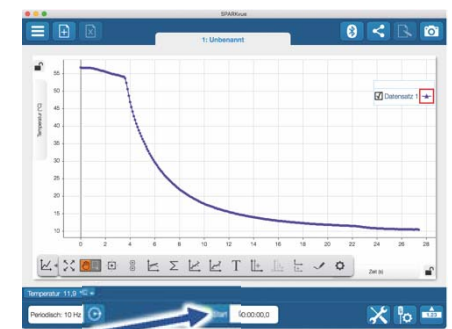 SPARKvue
1: Unbenannt
Datensatz 1
Temperatur (°C)
55
50
45
40
35
30
25
20
15
10
0 2 4 6 8 10 12 14 16 18 20 22 24 26 28
Σ T
Zeit (s)
Temperatur 11,9 °C
Periodisch: 10 Hz
Start
00:00:00,0
1.23